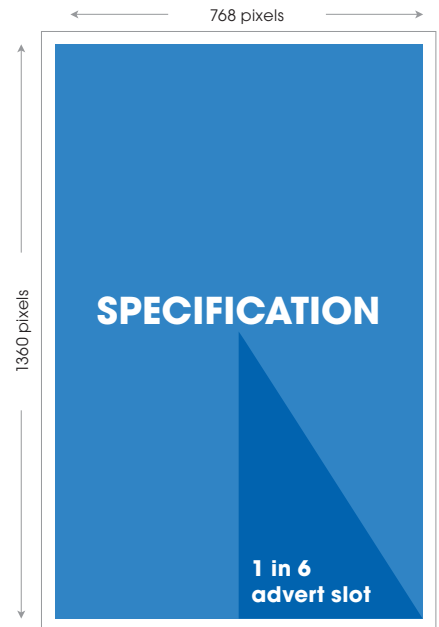 768 pixels
1360 pixels
SPECIFICATION
1 in 6
advert slot